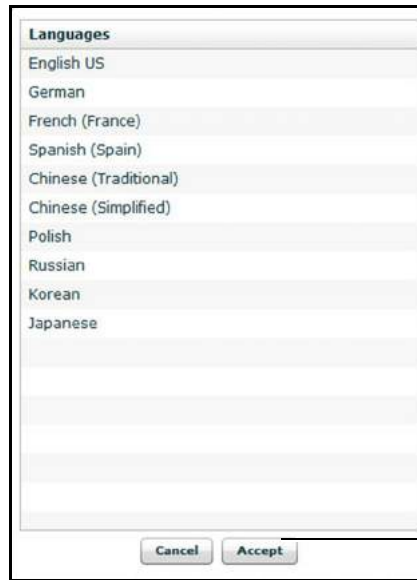 Languages
English US
German
French (France)
Spanish (Spain)
Chinese (Traditional)
Chinese (Simplified)
Polish
Russian
Korean
Japanese
Cancel Accept